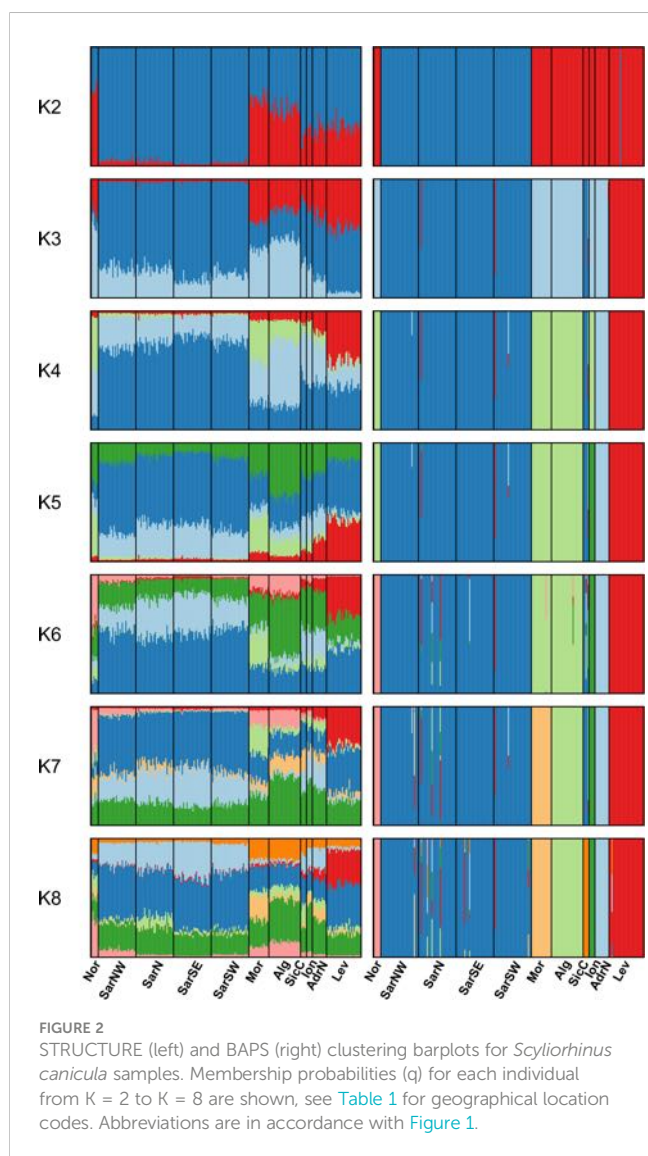 K2
K3
K4
K5
K6
K7
K8
Nor SarNW SarN SarSE SarSW Mor Alg SicC Ion AdrN Lev
Nor SarNW SarN SarSE SarSW Mor Alg SicC Ion AdrN Lev
FIGURE 2
STRUCTURE (left) and BAPS (right) clustering barplots for Scyliorhinus
canicula samples. Membership probabilities (q) for each individual
from K = 2 to K = 8 are shown, see Table 1 for geographical location
codes. Abbreviations are in accordance with Figure 1.